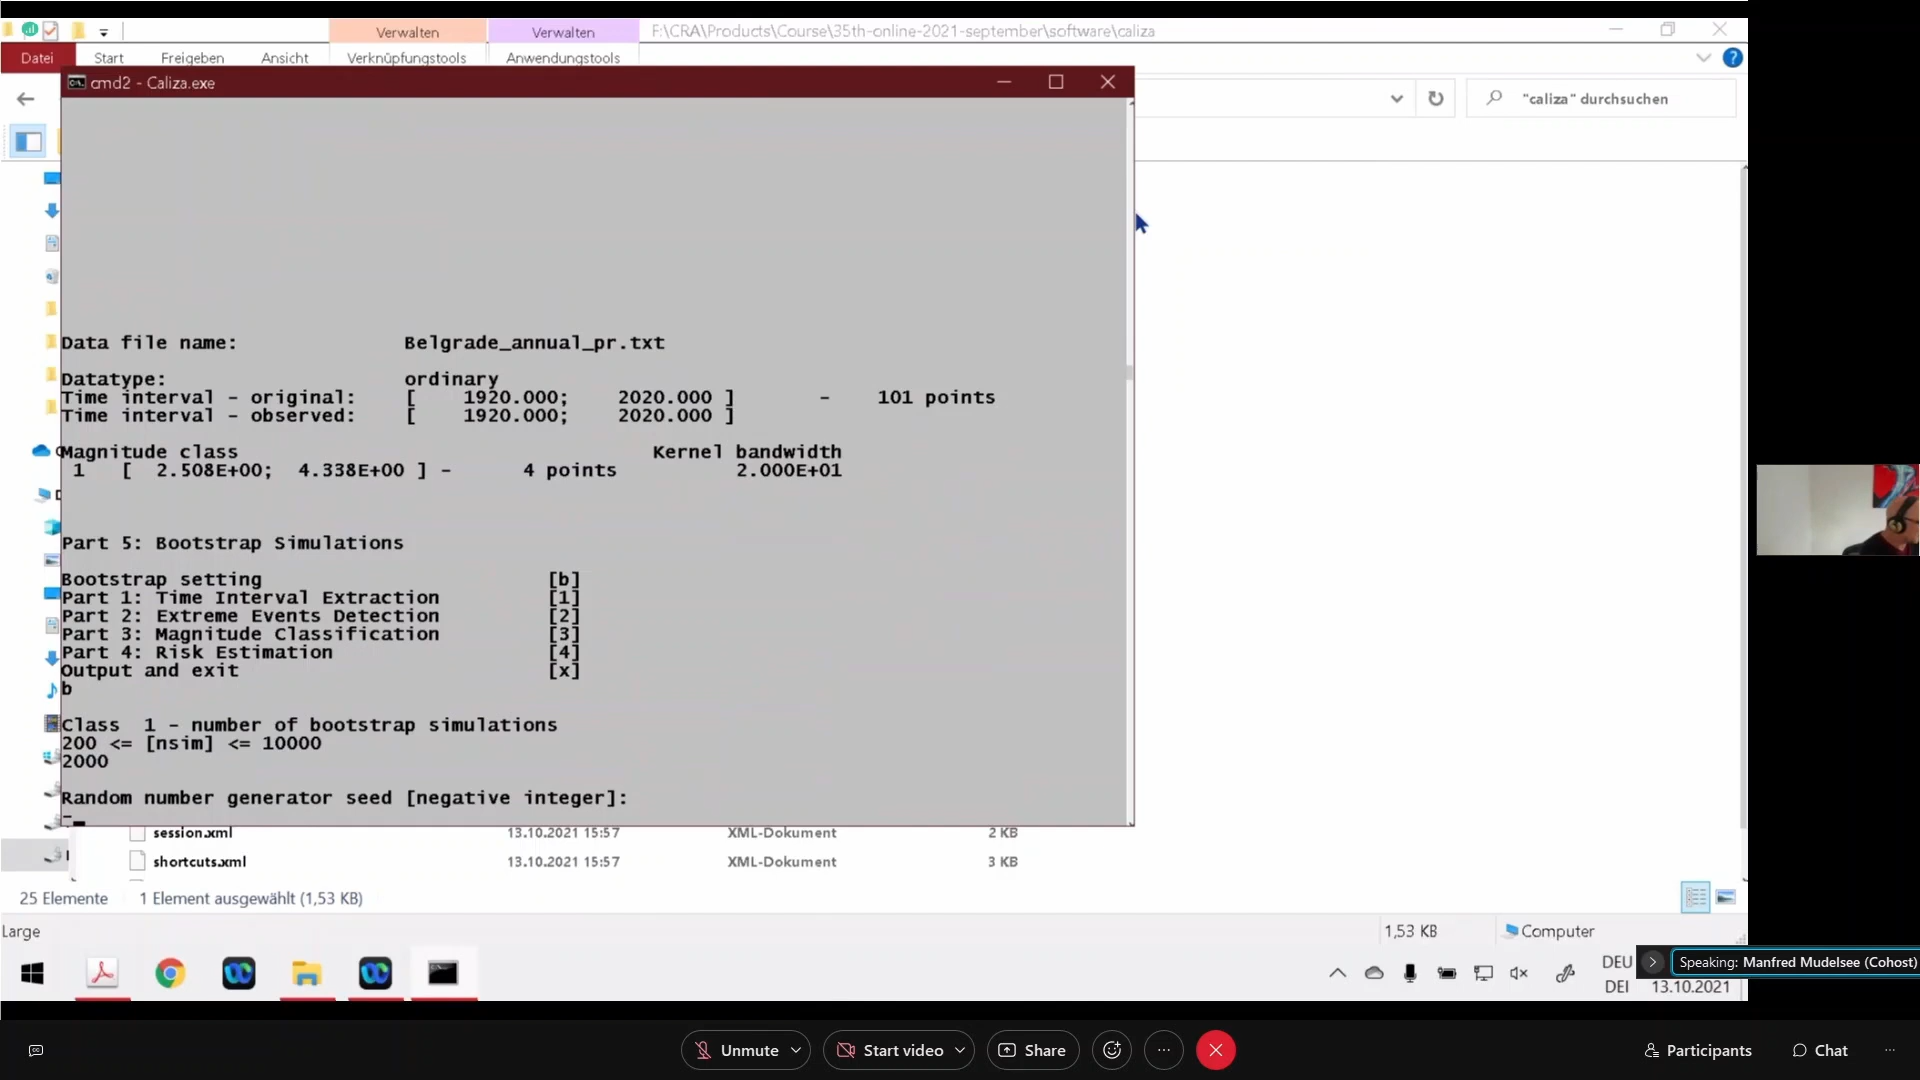 Verwalten
Verwalten
F:\CRA\Products\Course\35th-online-2021-september\software\caliza
Datei
Start
Freigeben
Ansicht
Verknüpfungstools
Anwendungstools
cmd2 - Caliza.exe
"caliza" durchsuchen
Data file name: Belgrade_annual_pr.txt
Datatype: ordinary
Time interval - original: [ 1920.000; 2020.000 ] - 101 points
Time interval - observed: [ 1920.000; 2020.000 ]
Magnitude class Kernel bandwidth
1 [ 2.508E+00; 4.338E+00 ] - 4 points 2.000E+01
Part 5: Bootstrap Simulations
Bootstrap setting [b]
Part 1: Time Interval Extraction [1]
Part 2: Extreme Events Detection [2]
Part 3: Magnitude Classification [3]
Part 4: Risk Estimation [4]
Output and exit [x]
b
Class 1 - number of bootstrap simulations
200 <= [nsim] <= 10000
2000
Random number generator seed [negative integer]:
-
session.xml 13.10.2021 15:57 XML-Dokument 2 KB
shortcuts.xml 13.10.2021 15:57 XML-Dokument 3 KB
25 Elemente 1 Element ausgewählt (1,53 KB)
Large 1,53 KB Computer
DEU
DEI 13.10.2021
Speaking: Manfred Mudelsee (Cohost)
Unmute
Start video
Share
Participants
Chat